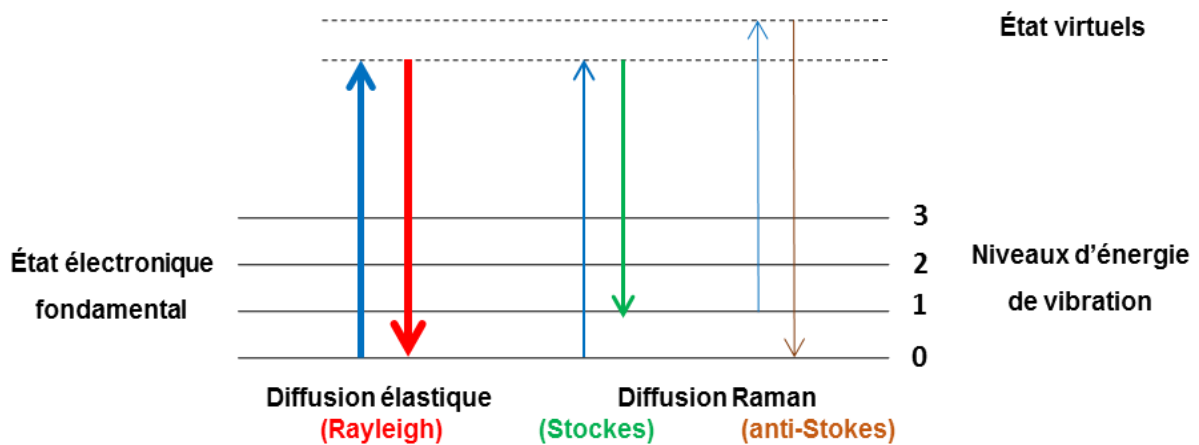 État virtuels
3
État électronique
fondamental
2
1
0
Niveaux d'énergie
de vibration
Diffusion élastique
(Rayleigh)
Diffusion Raman
(Stockes)
(anti-Stokes)